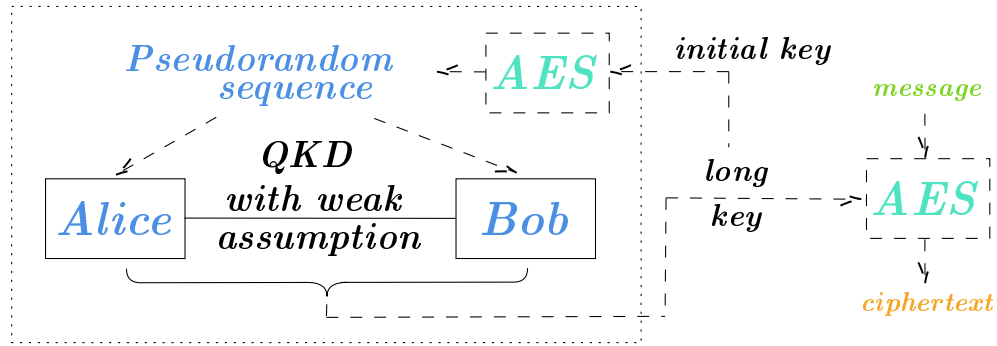 initial key
Pseudorandom
sequence
AES
message
QKD
with weak
assumption
Alice
Bob
long
key
AES
ciphertext